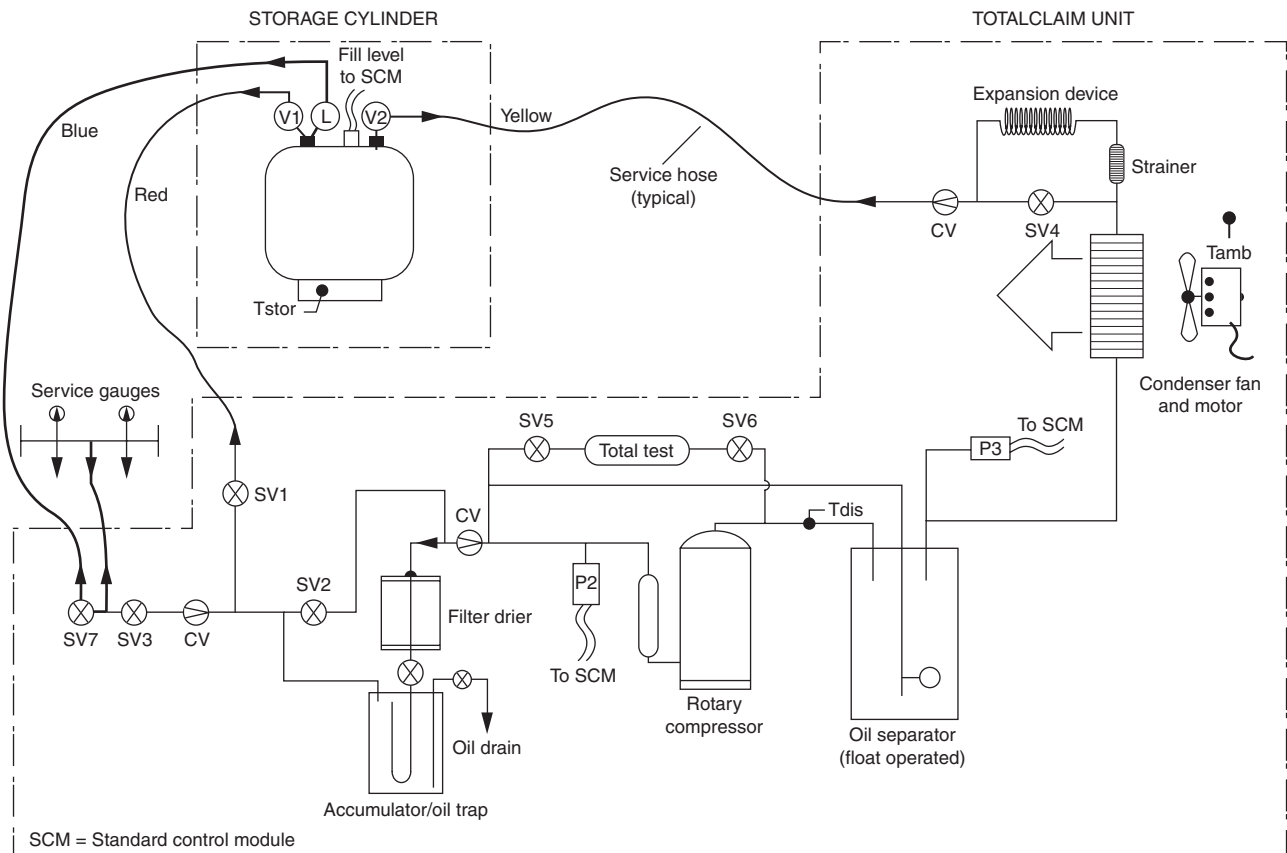 STORAGE CYLINDER
TOTALCLAIM UNIT
Fill level
to SCM
V1
L
V2
Yellow
Blue
Red
Expansion device
Service hose
(typical)
Strainer
CV
SV4
Tamb
Tstor
Condenser fan
and motor
Service gauges
SV5
Total test
SV6
To SCM
P3
SV1
Tdis
CV
SV2
P2
Filter drier
SV7
SV3
CV
To SCM
Rotary
compressor
Oil separator
(float operated)
Oil drain
Accumulator/oil trap
SCM = Standard control module